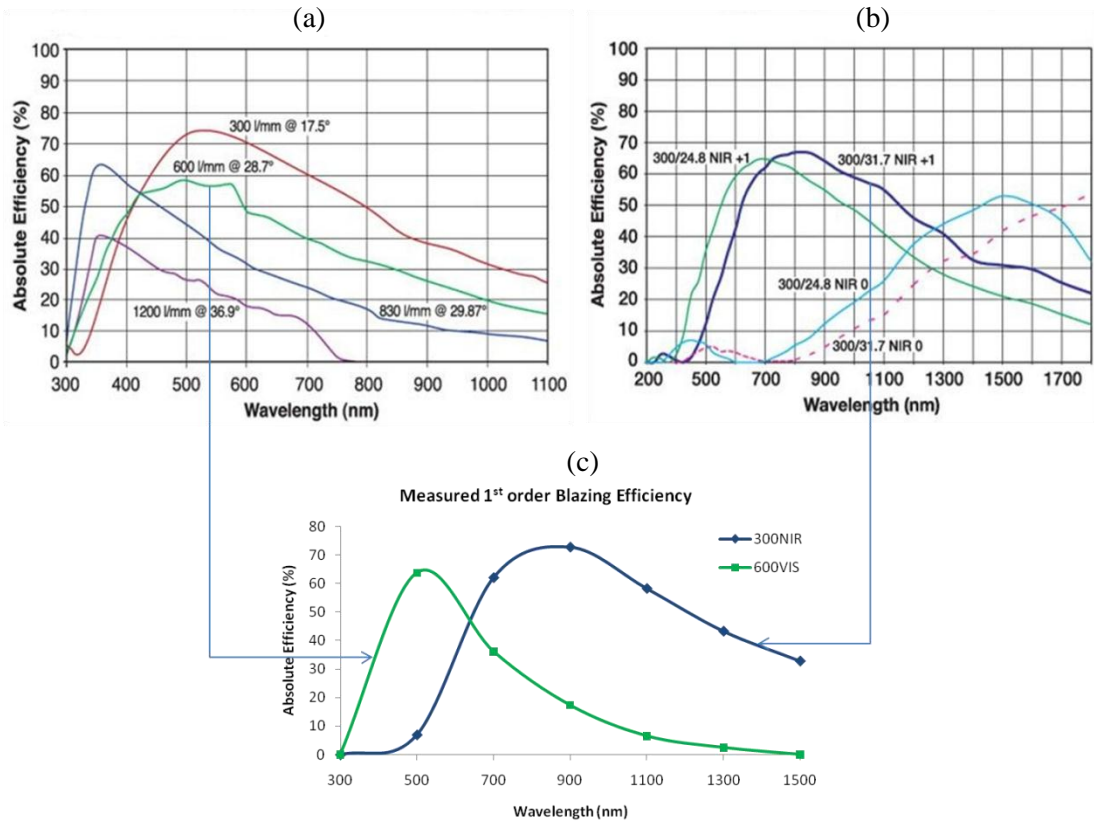 (a)
100
90
80
70
60
50
40
30
20
10
0
Absolute Efficiency (%)
300 l/mm @ 17.5°
600 l/mm @ 28.7°
1200 l/mm @ 36.9°
830 l/mm @ 29.87°
300 400 500 600 700 800 900 1000 1100
Wavelength (nm)
(b)
100
90
80
70
60
50
40
30
20
10
0
Absolute Efficiency (%)
300/24.8 NIR +1
300/31.7 NIR +1
300/24.8 NIR 0
300/31.7 NIR 0
200 500 700 900 1100 1300 1500 1700
Wavelength (nm)
(c)
Measured 1st order Blazing Efficiency
80
70
60
50
40
30
20
10
0
Absolute Efficiency (%)
300NIR
600VIS
300 500 700 900 1100 1300 1500
Wavelength (nm)